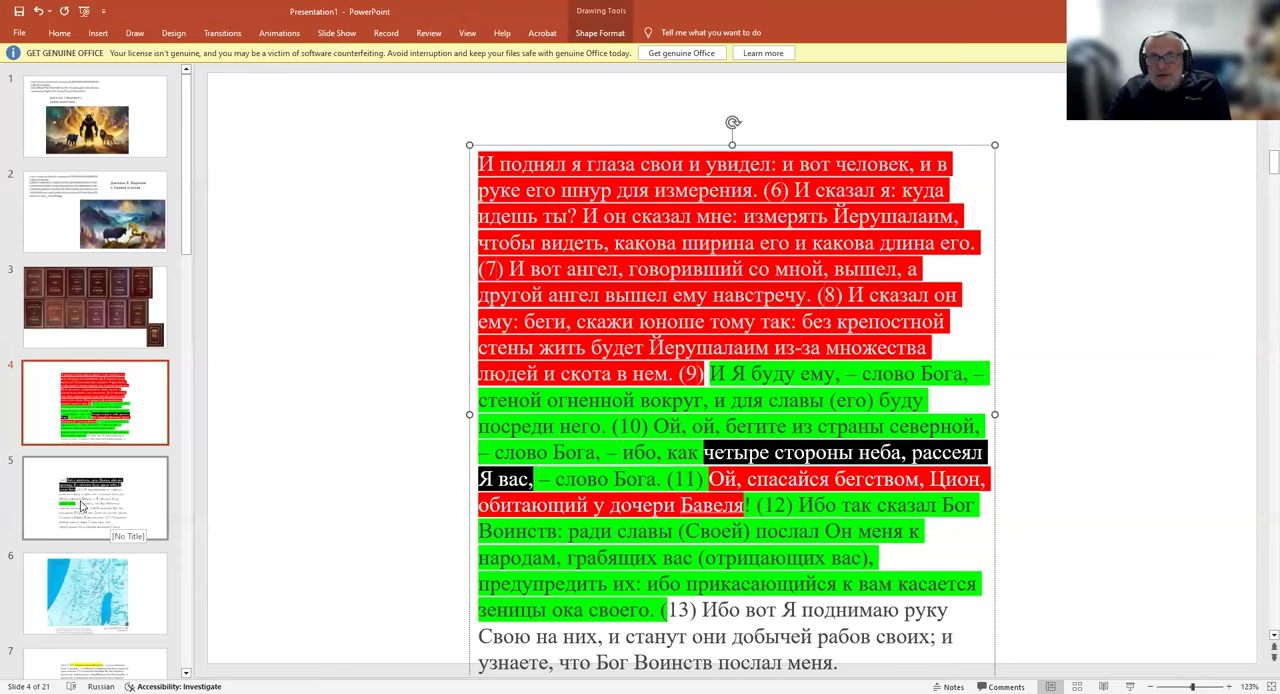 Presentation1 - PowerPoint
Drawing Tools
File Home Insert Draw Design Transitions Animations Slide Show Record Review View Help Acrobat Shape Format Tell me what you want to do
GET GENUINE OFFICE Your license isn't genuine, and you may be a victim of software counterfeiting. Avoid interruption and keep your files safe with genuine Office today. Get genuine Office Learn more
1
2
3
4
5
[No Title]
6
7
И поднял я глаза свои и увидел: и вот человек, и в
руке его шнур для измерения. (6) И сказал я: куда
идешь ты? И он сказал мне: измерять Йерушалаим,
чтобы видеть, какова ширина его и какова длина его.
(7) И вот ангел, говоривший со мной, вышел, а
другой ангел вышел ему навстречу. (8) И сказал он
ему: беги, скажи юноше тому так: без крепостной
стены жить будет Йерушалаим из-за множества
людей и скота в нем. (9) И Я буду ему, – слово Бога, –
стеной огненной вокруг, и для славы (его) буду
посреди него. (10) Ой, ой, бегите из страны северной,
– слово Бога, – ибо, как четыре стороны неба, рассеял
Я вас, – слово Бога. (11) Ой, спасайся бегством, Цион,
обитающий у дочери Бавеля! (12) Ибо так сказал Бог
Воинств: ради славы (Своей) послал Он меня к
народам, грабящих вас (отрицающих вас),
предупредить их: ибо прикасающийся к вам касается
зеницы ока своего. (13) Ибо вот Я поднимаю руку
Свою на них, и станут они добычей рабов своих; и
узнаете, что Бог Воинств послал меня.
Slide 4 of 21 Russian Accessibility: Investigate Notes Comments 123%